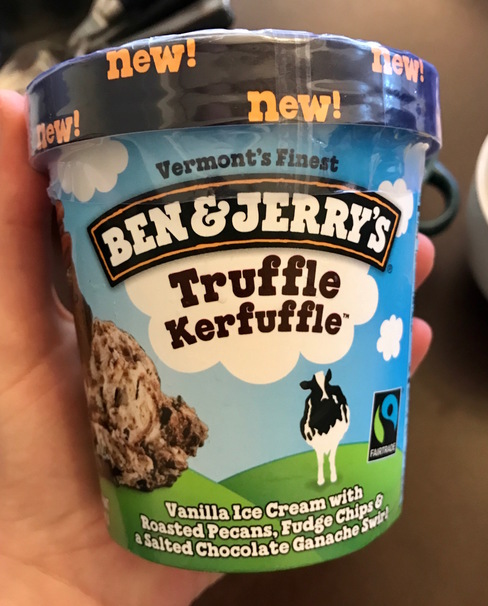 new!
new!
new!
new!
Vermont's Finest
BEN & JERRY'S
Truffle
Kerfuffle™
FAIRTRADE
Vanilla Ice Cream with
Roasted Pecans, Fudge Chips &
a Salted Chocolate Ganache Swirl